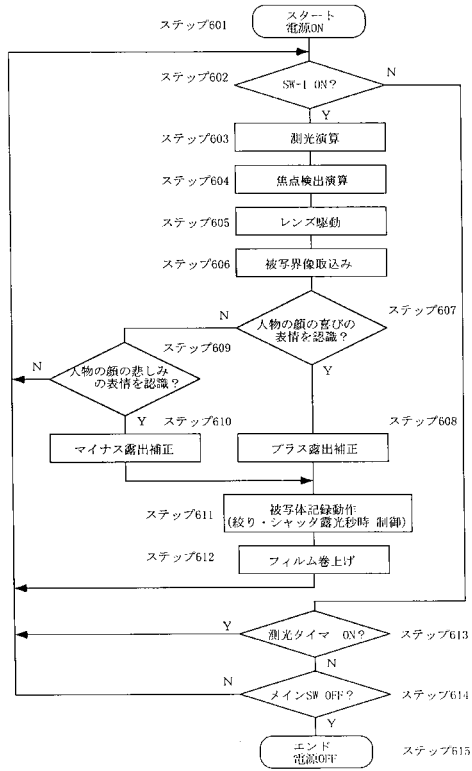 スタート
電源ON
ステップ601
SW-1 ON?
N
ステップ602
Y
測光演算
ステップ603
焦点検出演算
ステップ604
レンズ駆動
ステップ605
被写界像取込み
ステップ606
人物の顔の喜びの
表情を認識?
N
ステップ607
Y
ステップ609
人物の顔の悲しみ
の表情を認識?
N
Y
ステップ610
マイナス露出補正
プラス露出補正
ステップ608
被写体記録動作
(絞り・シャッタ露光秒時 制御)
ステップ611
フィルム巻上げ
ステップ612
測光タイマ ON?
Y
ステップ613
N
メインSW OFF?
N
ステップ614
Y
エンド
電源OFF
ステップ615